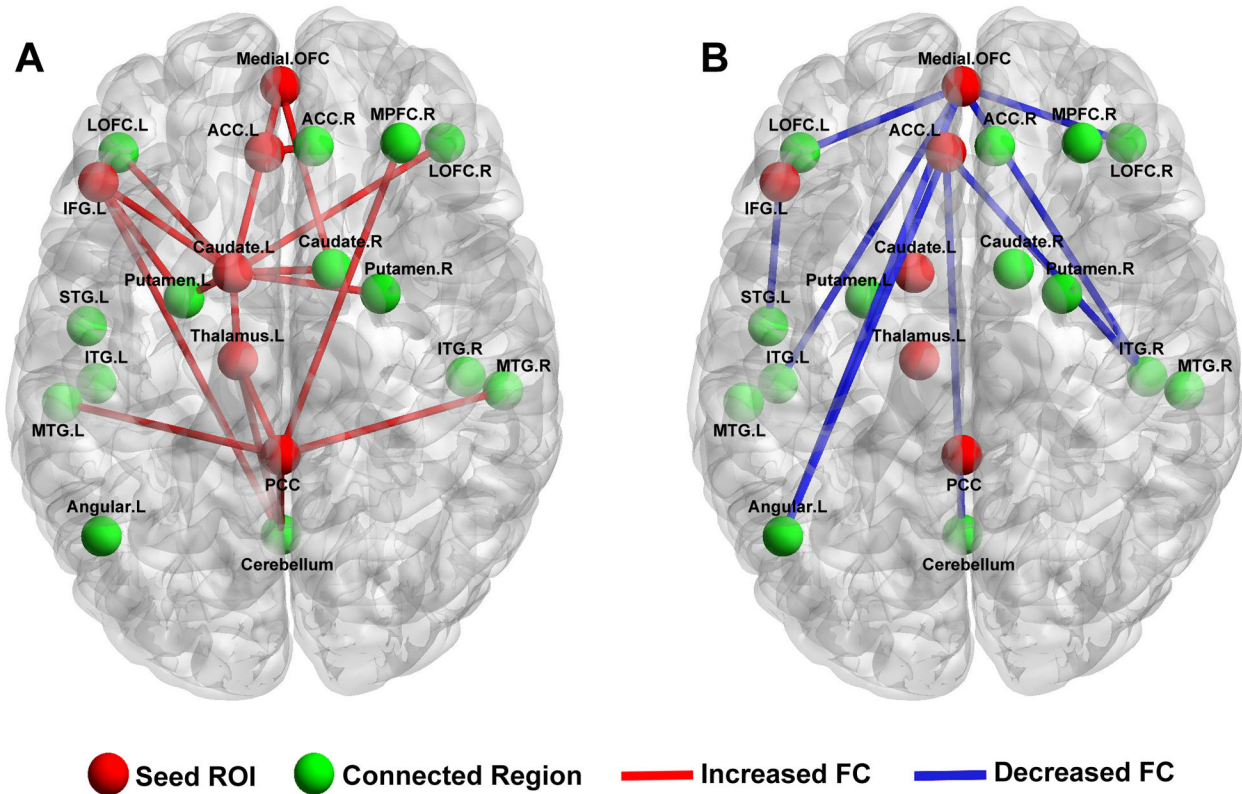 A
Medial.OFC
LOFC.L
ACC.L
ACC.R
MPFC.R
LOFC.R
IFG.L
Caudate.L
Caudate.R
Putamen.L
Putamen.R
STG.L
Thalamus.L
ITG.L
ITG.R
MTG.R
MTG.L
PCC
Angular.L
Cerebellum
B
Medial.OFC
LOFC.L
ACC.L
ACC.R
MPFC.R
LOFC.R
IFG.L
Caudate.L
Caudate.R
Putamen.L
Putamen.R
STG.L
Thalamus.L
ITG.L
ITG.R
MTG.R
MTG.L
PCC
Angular.L
Cerebellum
Seed ROI
Connected Region
Increased FC
Decreased FC